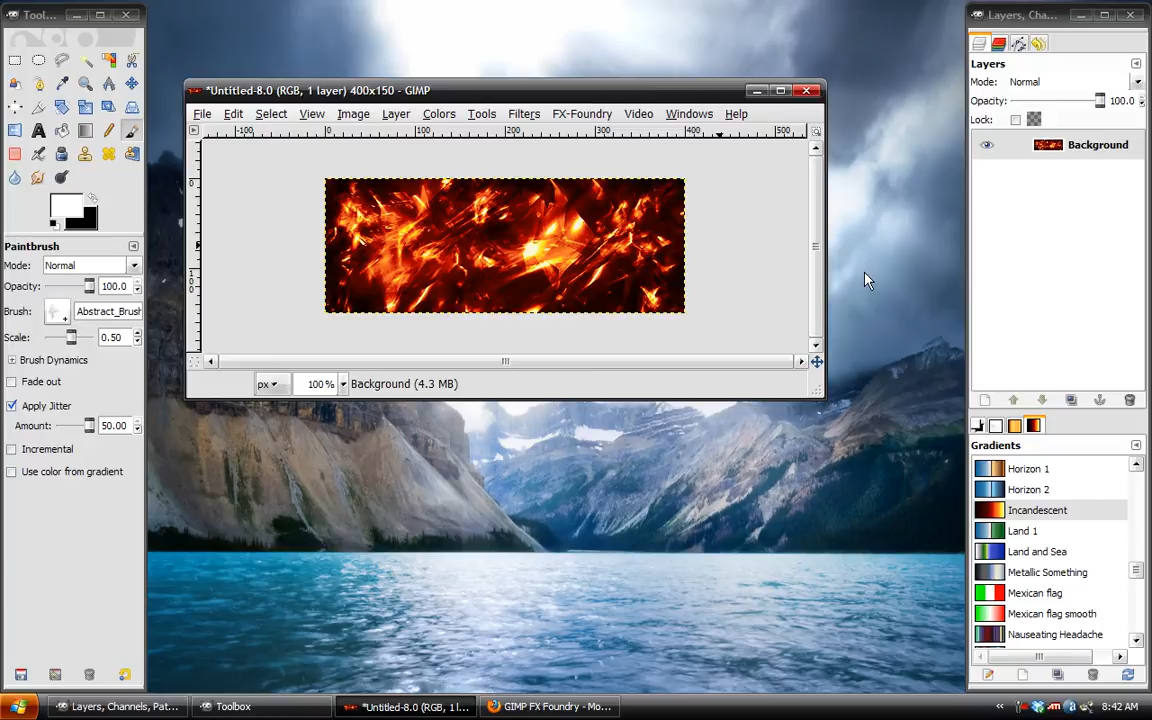 Tool...
Paintbrush
Mode: Normal
Opacity: 100.0
Brush: Abstract_Brush
Scale: 0.50
Brush Dynamics
Fade out
Apply Jitter
Amount: 50.00
Incremental
Use color from gradient
*Untitled-8.0 (RGB, 1 layer) 400x150 - GIMP
File Edit Select View Image Layer Colors Tools Filters FX-Foundry Video Windows Help
-100 0 100 200 300 400 500
0
100
px 100% Background (4.3 MB)
Layers, Cha...
Layers
Mode: Normal
Opacity: 100.0
Lock:
Background
Gradients
Horizon 1
Horizon 2
Incandescent
Land 1
Land and Sea
Metallic Something
Mexican flag
Mexican flag smooth
Nauseating Headache
Layers, Channels, Pat...
Toolbox
*Untitled-8.0 (RGB, 1 l...
GIMP FX Foundry - Mo...
8:42 AM